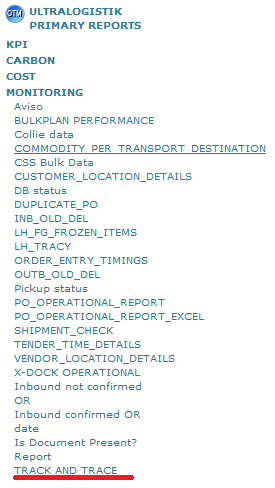 OTM ULTRALOGISTIK
PRIMARY REPORTS
KPI
CARBON
COST
MONITORING
Aviso
BULKPLAN PERFORMANCE
Collie data
COMMODITY_PER_TRANSPORT_DESTINATION
CSS Bulk Data
CUSTOMER_LOCATION_DETAILS
DB status
DUPLICATE_PO
INB_OLD_DEL
LH_FG_FROZEN_ITEMS
LH_TRACY
ORDER_ENTRY_TIMINGS
OUTB_OLD_DEL
Pickup status
PO_OPERATIONAL_REPORT
PO_OPERATIONAL_REPORT_EXCEL
SHIPMENT_CHECK
TENDER_TIME_DETAILS
VENDOR_LOCATION_DETAILS
X-DOCK OPERATIONAL
Inbound not confirmed
OR
Inbound confirmed OR
date
Is Document Present?
Report
TRACK AND TRACE